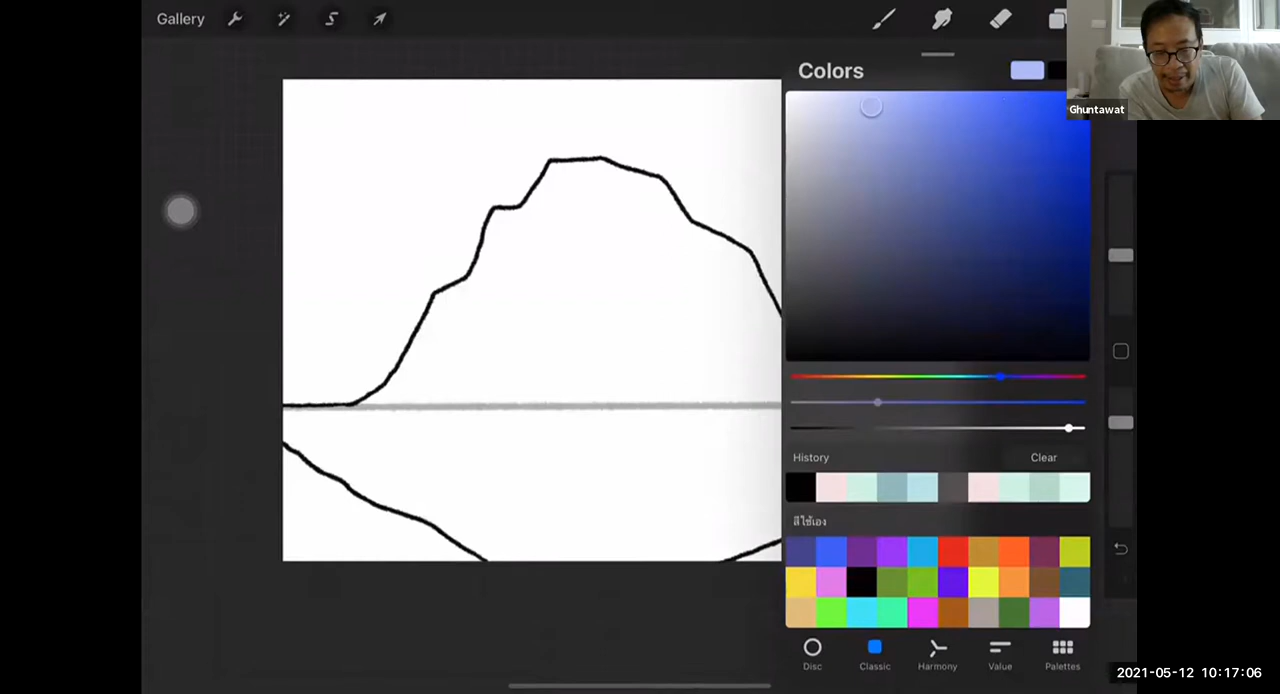 Gallery
Colors
Ghuntawat
History
Clear
สีใช้เอง
Disc
Classic
Harmony
Value
Palettes
2021-05-12 10:17:06